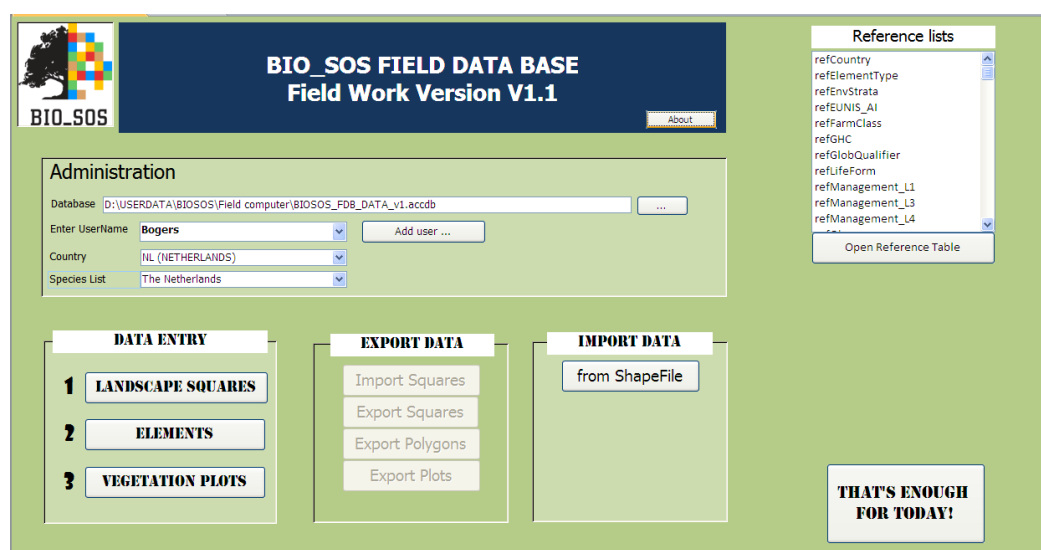 BIO_SOS
BIO_SOS FIELD DATA BASE
Field Work Version V1.1
About
Administration
Database D:\USERDATA\BIOSOS\Field computer\BIOSOS_FDB_DATA_v1.accdb ...
Enter UserName Bogers Add user ...
Country NL (NETHERLANDS)
Species List The Netherlands
Reference lists
refCountry
refElementType
refEnvStrata
refEUNIS_AI
refFarmClass
refGHC
refGlobQualifier
refLifeForm
refManagement_L1
refManagement_L3
refManagement_L4
Open Reference Table
DATA ENTRY
1 LANDSCAPE SQUARES
2 ELEMENTS
3 VEGETATION PLOTS
EXPORT DATA
Import Squares
Export Squares
Export Polygons
Export Plots
IMPORT DATA
from ShapeFile
THAT'S ENOUGH
FOR TODAY!